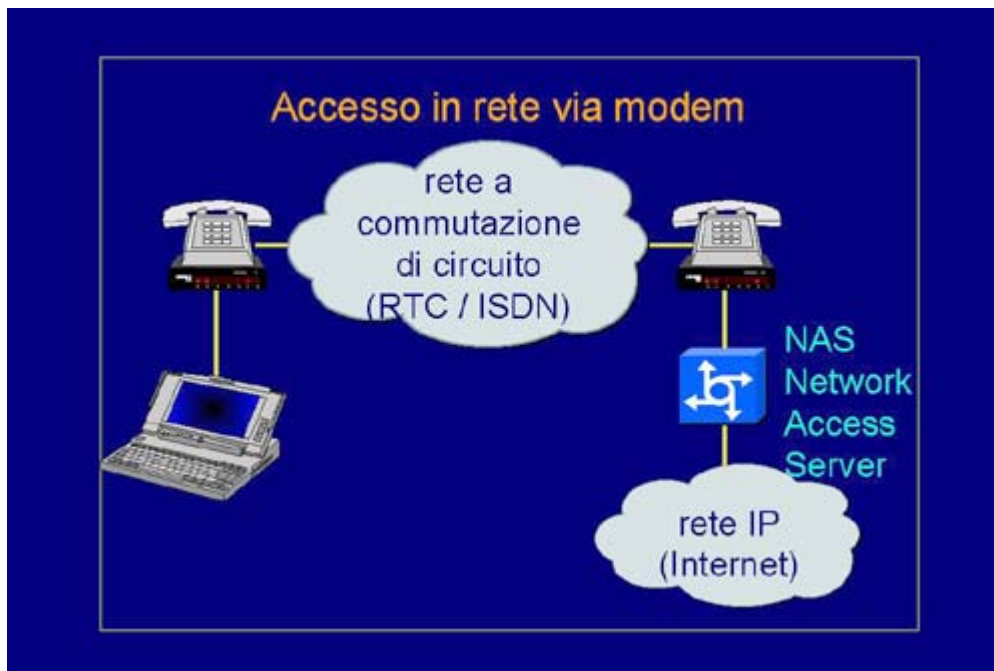 Accesso in rete via modem
rete a
commutazione
di circuito
(RTC / ISDN)
NAS
Network
Access
Server
rete IP
(Internet)